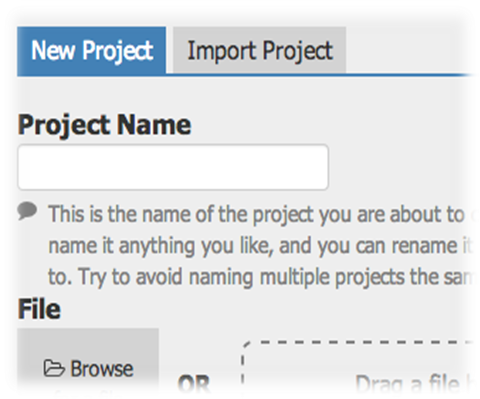 New Project Import Project
Project Name
This is the name of the project you are about to
name it anything you like, and you can rename it
to. Try to avoid naming multiple projects the
File
Browse
OR Drag a file